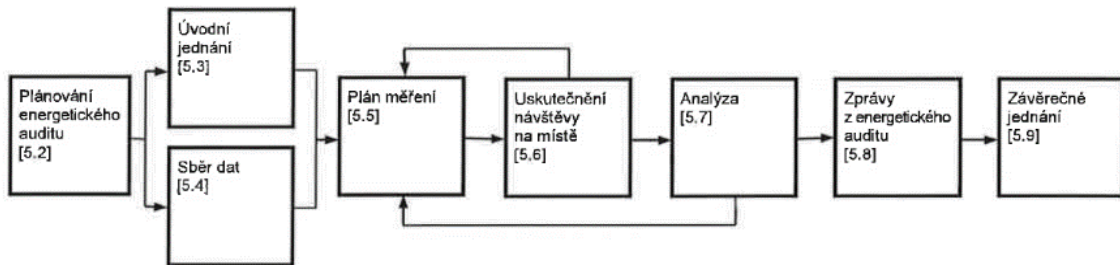 Plánování
energetického
auditu
[5.2]
Úvodní
jednání
[5.3]
Sběr dat
[5.4]
Plán měření
[5.5]
Uskutečnění
návštěvy
na místě
[5.6]
Analýza
[5.7]
Zprávy
z energetického
auditu
[5.8]
Závěrečné
jednání
[5.9]